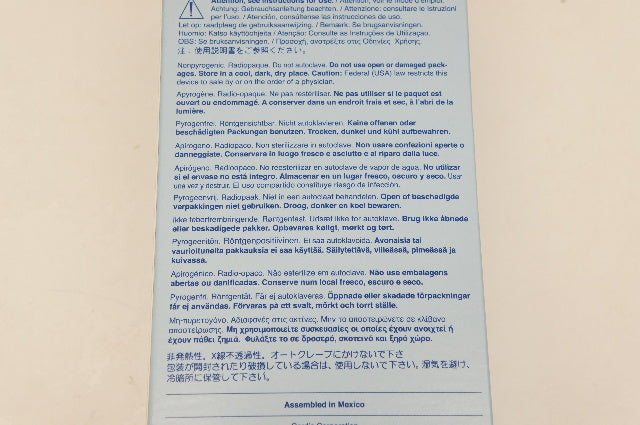 Attention, see Instructions for Use. / Attention, voir le mode d'emploi.
Achtung: Gebrauchsanleitung beachten. / Attenzione: consultare le istruzioni
per l'uso. / Atención, consúltense las instrucciones de uso.
Let op: raadpleeg de gebruiksaanwijzing. / Bemærk: Se brugsanvisningen.
Huomio: Katso käyttöohjetta / Atenção: Consulte as Instruções de Utilização.
OBS: Se bruksanvisningen. / Προσοχή, ανατρέξτε στις Οδηγίες Χρήσης.
注：使用説明書をご参照ください。
Nonpyrogenic. Radiopaque. Do not autoclave. Do not use open or damaged pack-
ages. Store in a cool, dark, dry place. Caution: Federal (USA) law restricts this
device to sale by or on the order of a physician.
Apyrogène. Radio-opaque. Ne pas restériliser. Ne pas utiliser si le paquet est
ouvert ou endommagé. A conserver dans un endroit frais et sec, à l'abri de la
lumière.
Pyrogenfrei. Röntgensichtbar. Nicht autoklavieren. Keine offenen oder
beschädigten Packungen benutzen. Trocken, dunkel und kühl aufbewahren.
Apirogeno. Radiopaco. Non sterilizzare in autoclave. Non usare confezioni aperte o
danneggiate. Conservare in luogo fresco e asciutto e al riparo dalla luce.
Apirógeno. Radiopaco. No reesterilizar en autoclave de vapor de agua. No utilizar
si el envase no está íntegro. Almacenar en un lugar fresco, oscuro y seco. Usar
una vez y destruir. El uso compartido constituye riesgo de infección.
Pyrogeenvrij. Radiopaak. Niet in een autoclaaf behandelen. Open of beschadigde
verpakkingen niet gebruiken. Droog, donker en koel bewaren.
Ikke feberfrembringende. Røntgenfast. Udsæt ikke for autoklave. Brug ikke åbnede
eller beskadigede pakker. Opbevares køligt, mørkt og tørt.
Pyrogeenitön. Röntgenpositiivinen. Ei saa autoklavoida. Avonaisia tai
vaurioituneita pakkauksia ei saa käyttää. Säilytettävä, viileässä, pimeässä ja
kuivassa.
Apirogénico. Radio-opaco. Não esterilize em autoclave. Não use embalagens
abertas ou danificadas. Conserve num local fresco, escuro e seco.
Pyrogenfri. Röntgentät. Får ej autoklaveras. Öppnade eller skadade förpackningar
får ej användas. Förvaras på ett svalt, mörkt och torrt ställe.
Μη-πυρετογόνο. Αδιαφανές στις ακτίνες. Μην το αποστειρώνετε σε κλίβανο
αποστείρωσης. Μη χρησιμοποιείτε συσκευασίες οι οποίες έχουν ανοιχτεί ή
έχουν πάθει ζημιά. Φυλάξτε το σε δροσερό, σκοτεινό και ξηρό χώρο.
非発熱性。X線不透過性。オートクレーブにかけないで下さ
包装が開封されたり破損している場合は、使用しないで下さい。湿気を避け、
冷暗所に保管して下さい。
Assembled in Mexico